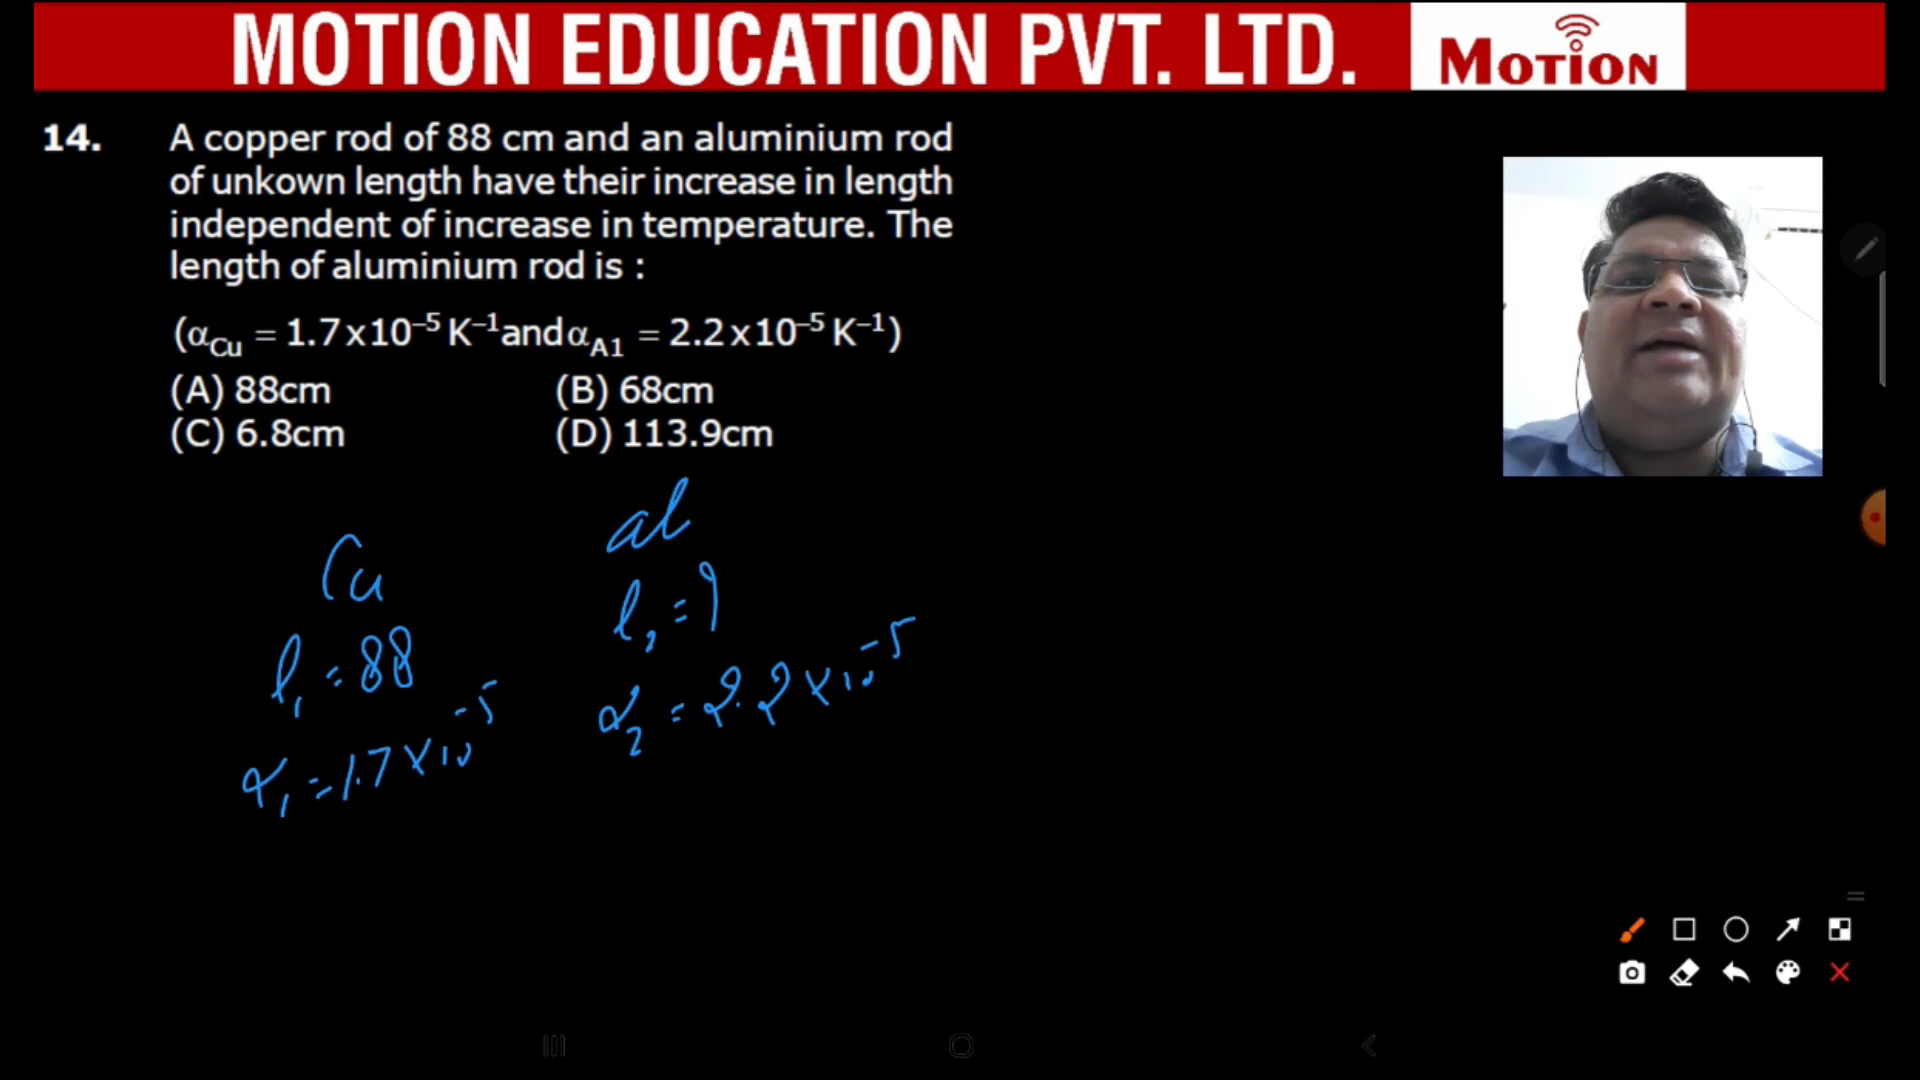 MOTION EDUCATION PVT. LTD.
MOTION
14. A copper rod of 88 cm and an aluminium rod
of unkown length have their increase in length
independent of increase in temperature. The
length of aluminium rod is :
(α_Cu = 1.7x10⁻⁵ K⁻¹ and α_A1 = 2.2x10⁻⁵ K⁻¹)
(A) 88cm (B) 68cm
(C) 6.8cm (D) 113.9cm
Cu
l₁ = 88
α₁ = 1.7 x 10⁻⁵
al
l₂ = ?
α₂ = 2.2 x 10⁻⁵